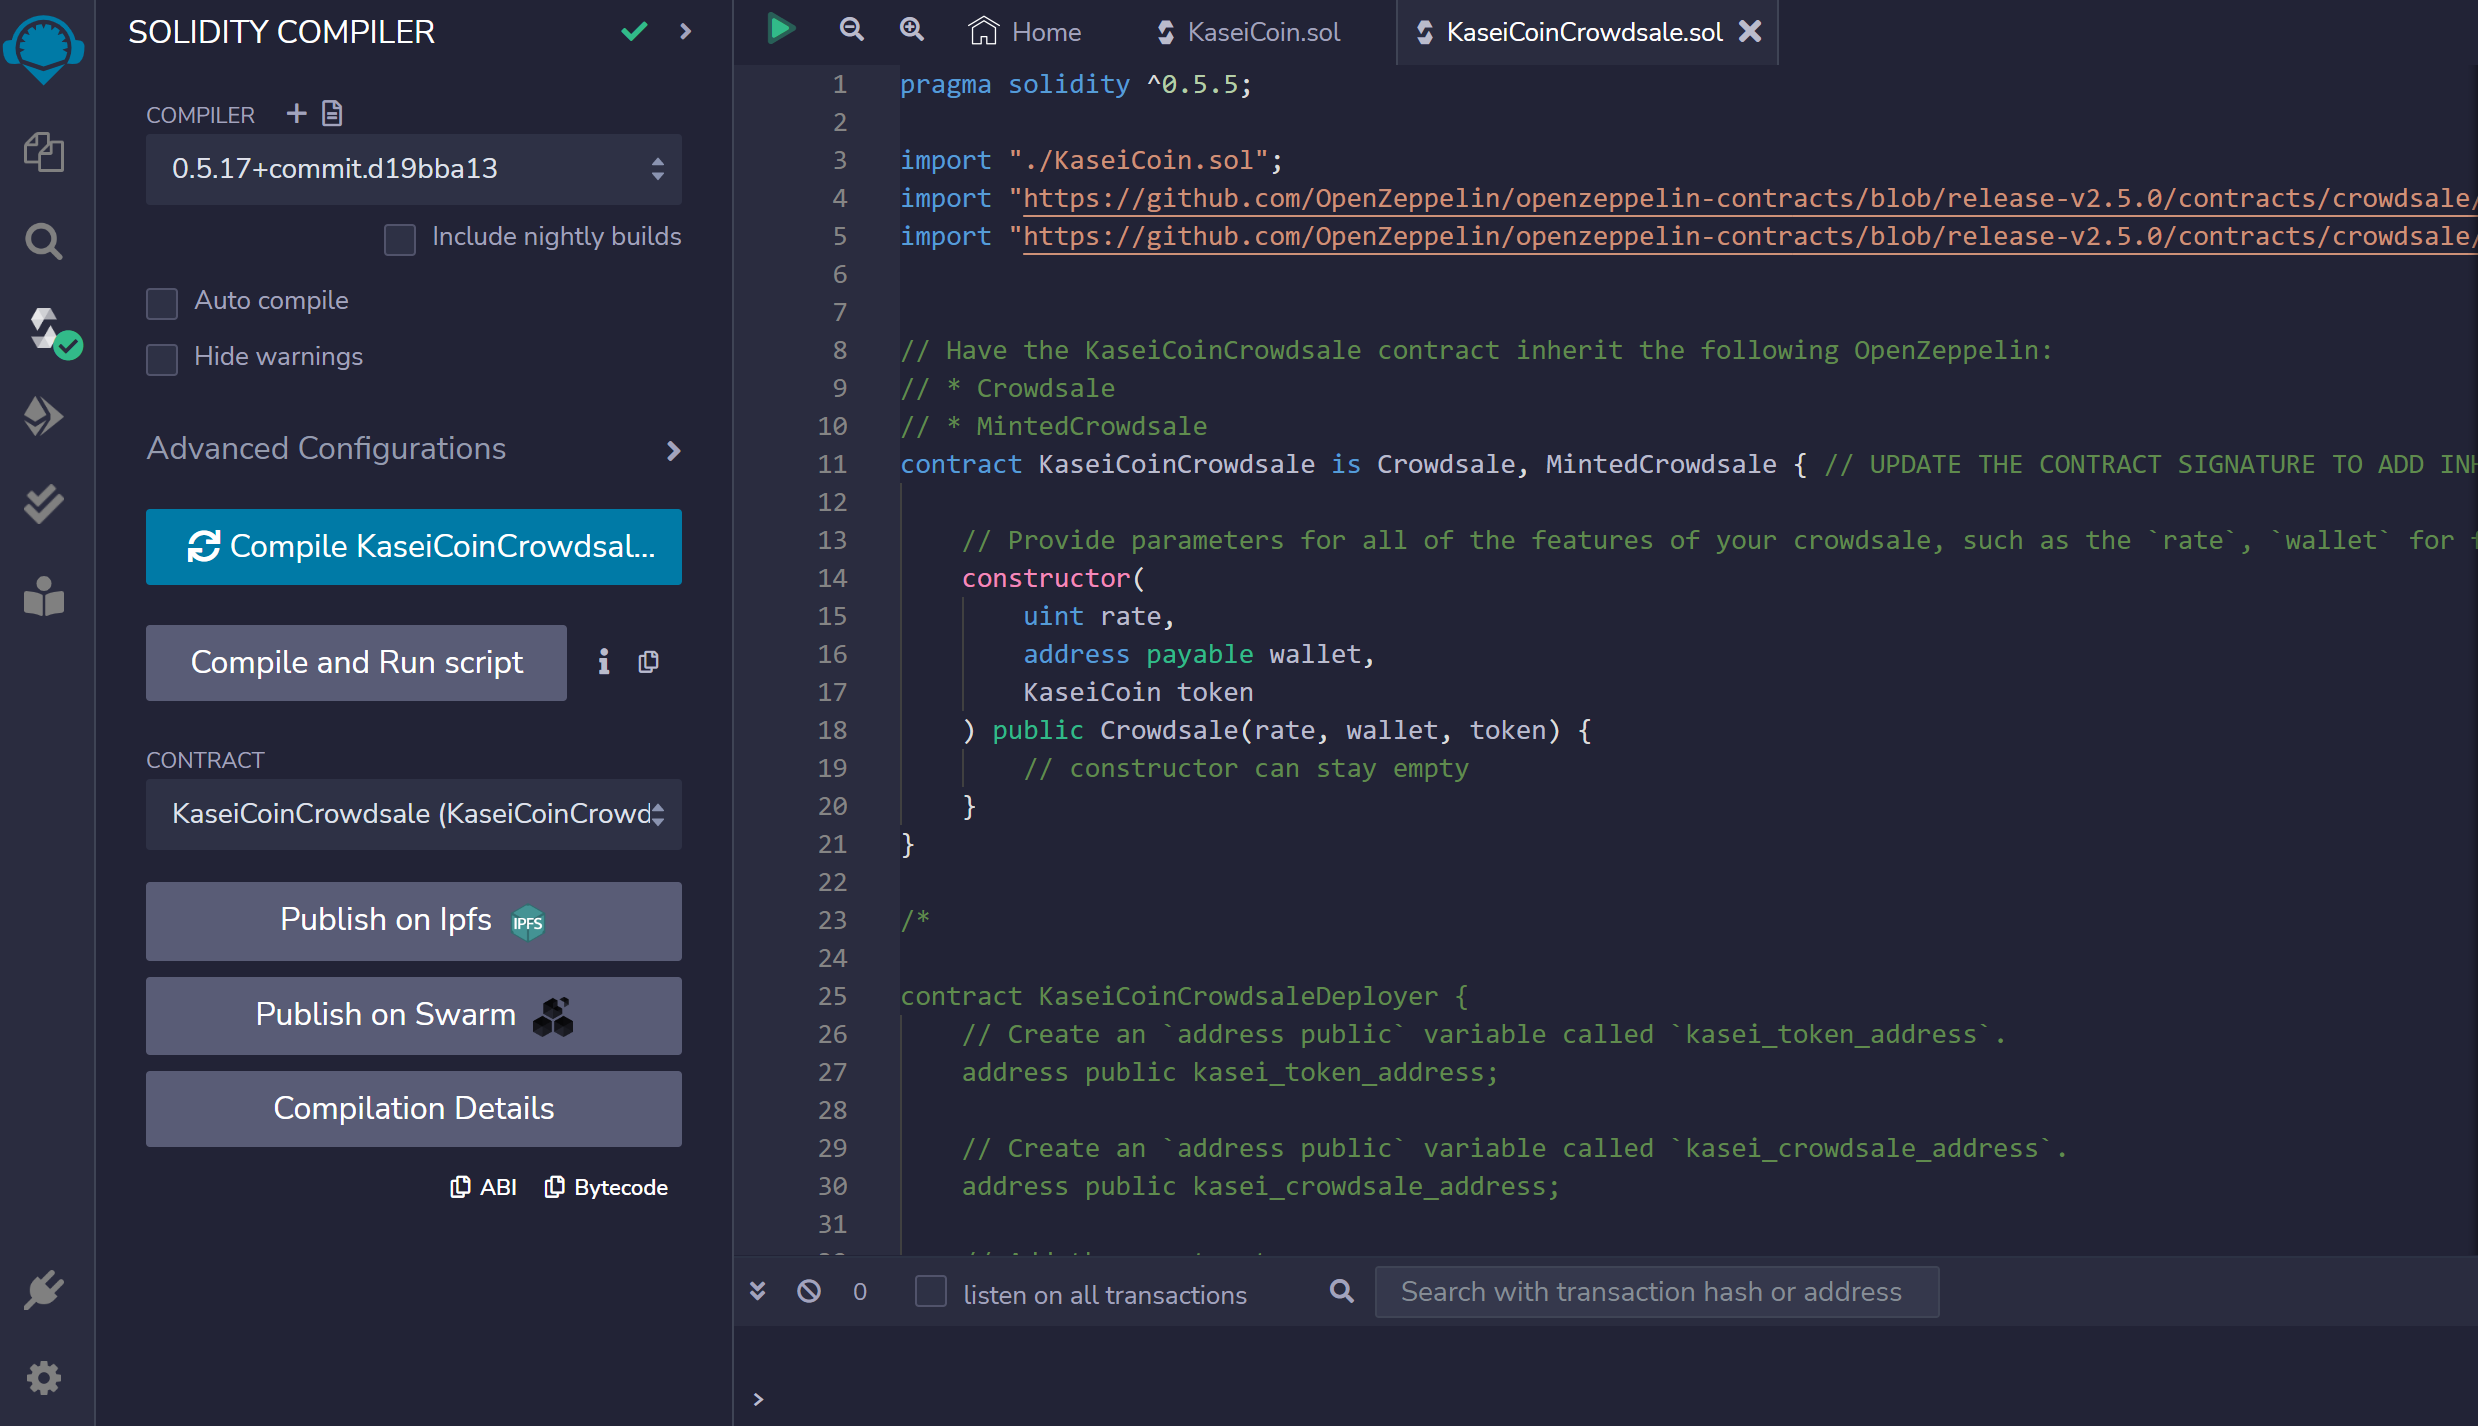 SOLIDITY COMPILER
COMPILER
0.5.17+commit.d19bba13
Include nightly builds
Auto compile
Hide warnings
Advanced Configurations
Compile KaseiCoinCrowdsal...
Compile and Run script
CONTRACT
KaseiCoinCrowdsale (KaseiCoinCrowd
Publish on Ipfs IPFS
Publish on Swarm
Compilation Details
ABI Bytecode
Home KaseiCoin.sol KaseiCoinCrowdsale.sol
1 pragma solidity ^0.5.5;
2
3 import "./KaseiCoin.sol";
4 import "https://github.com/OpenZeppelin/openzeppelin-contracts/blob/release-v2.5.0/contracts/crowdsale/
5 import "https://github.com/OpenZeppelin/openzeppelin-contracts/blob/release-v2.5.0/contracts/crowdsale/
6
7
8 // Have the KaseiCoinCrowdsale contract inherit the following OpenZeppelin:
9 // * Crowdsale
10 // * MintedCrowdsale
11 contract KaseiCoinCrowdsale is Crowdsale, MintedCrowdsale { // UPDATE THE CONTRACT SIGNATURE TO ADD INH
12
13 // Provide parameters for all of the features of your crowdsale, such as the `rate`, `wallet` for
14 constructor(
15 uint rate,
16 address payable wallet,
17 KaseiCoin token
18 ) public Crowdsale(rate, wallet, token) {
19 // constructor can stay empty
20 }
21 }
22
23 /*
24
25 contract KaseiCoinCrowdsaleDeployer {
26 // Create an `address public` variable called `kasei_token_address`.
27 address public kasei_token_address;
28
29 // Create an `address public` variable called `kasei_crowdsale_address`.
30 address public kasei_crowdsale_address;
31
0 listen on all transactions Search with transaction hash or address
>